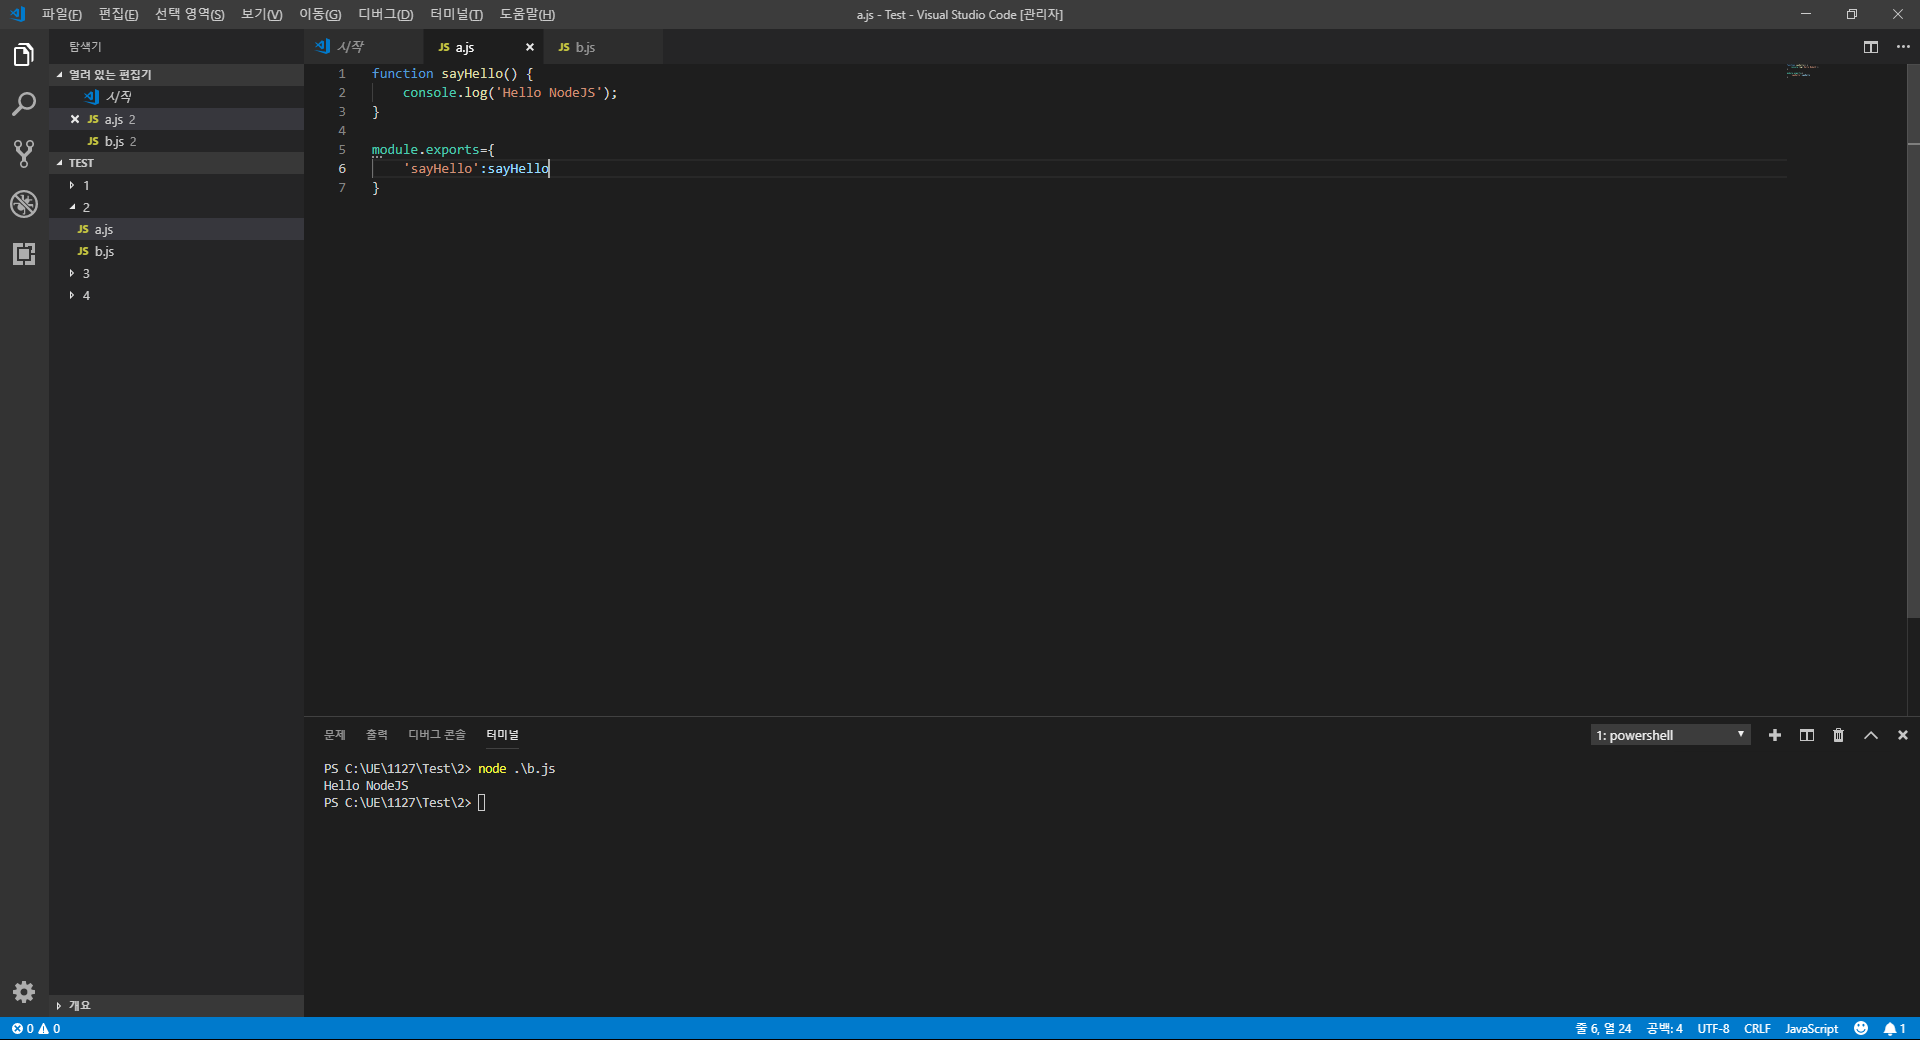 파일(F) 편집(E) 선택 영역(S) 보기(V) 이동(G) 디버그(D) 터미널(T) 도움말(H) a.js - Test - Visual Studio Code [관리자]
탐색기
열려 있는 편집기
시작
a.js 2
b.js 2
TEST
1
2
JS a.js
JS b.js
3
4
개요
시작 JS a.js JS b.js
1 function sayHello() {
2 console.log('Hello NodeJS');
3 }
4
5 module.exports={
6 'sayHello':sayHello
7 }
문제 출력 디버그 콘솔 터미널 1: powershell
PS C:\UE\1127\Test\2> node .\b.js
Hello NodeJS
PS C:\UE\1127\Test\2>
0 0 줄 6, 열 24 공백: 4 UTF-8 CRLF JavaScript 1